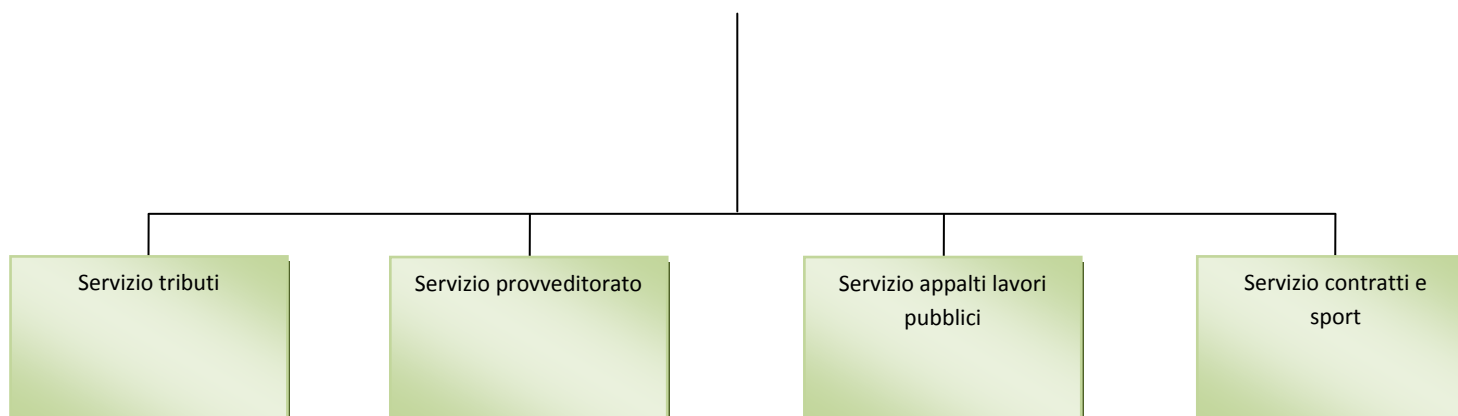 Servizio tributi
Servizio provveditorato
Servizio appalti lavori
pubblici
Servizio contratti e
sport